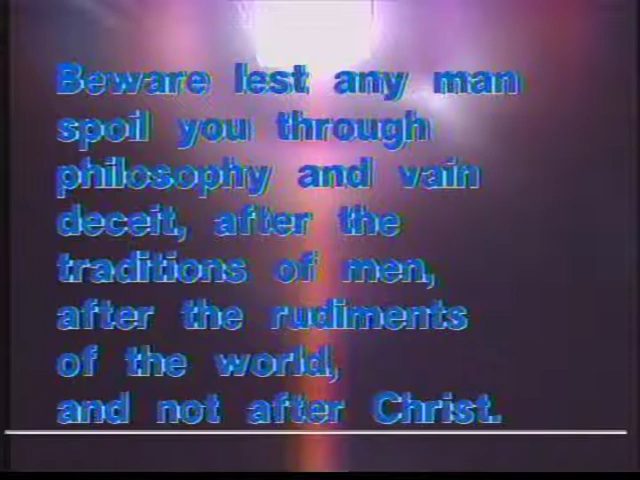 Beware lest any man
spoil you through
philosophy and vain
deceit, after the
traditions of men,
after the rudiments
of the world,
and not after Christ.